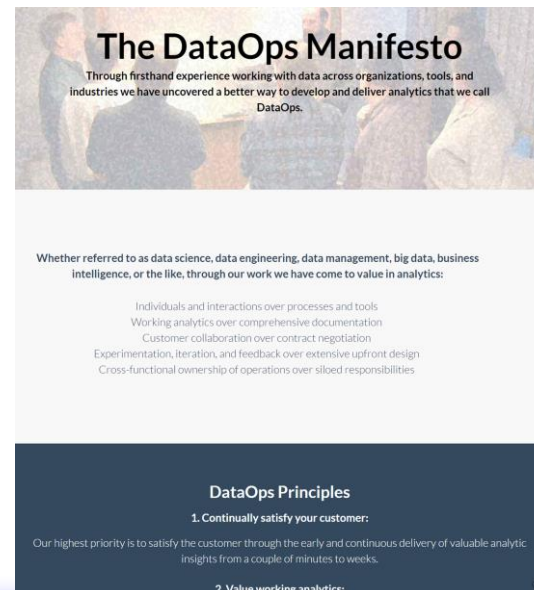 The DataOps Manifesto
Through firsthand experience working with data across organizations, tools, and
industries we have uncovered a better way to develop and deliver analytics that we call
DataOps.
Whether referred to as data science, data engineering, data management, big data, business
intelligence, or the like, through our work we have come to value in analytics:
Individuals and interactions over processes and tools
Working analytics over comprehensive documentation
Customer collaboration over contract negotiation
Experimentation, iteration, and feedback over extensive upfront design
Cross-functional ownership of operations over siloed responsibilities
DataOps Principles
1. Continually satisfy your customer:
Our highest priority is to satisfy the customer through the early and continuous delivery of valuable analytic
insights from a couple of minutes to weeks.
2. Value working analytics: